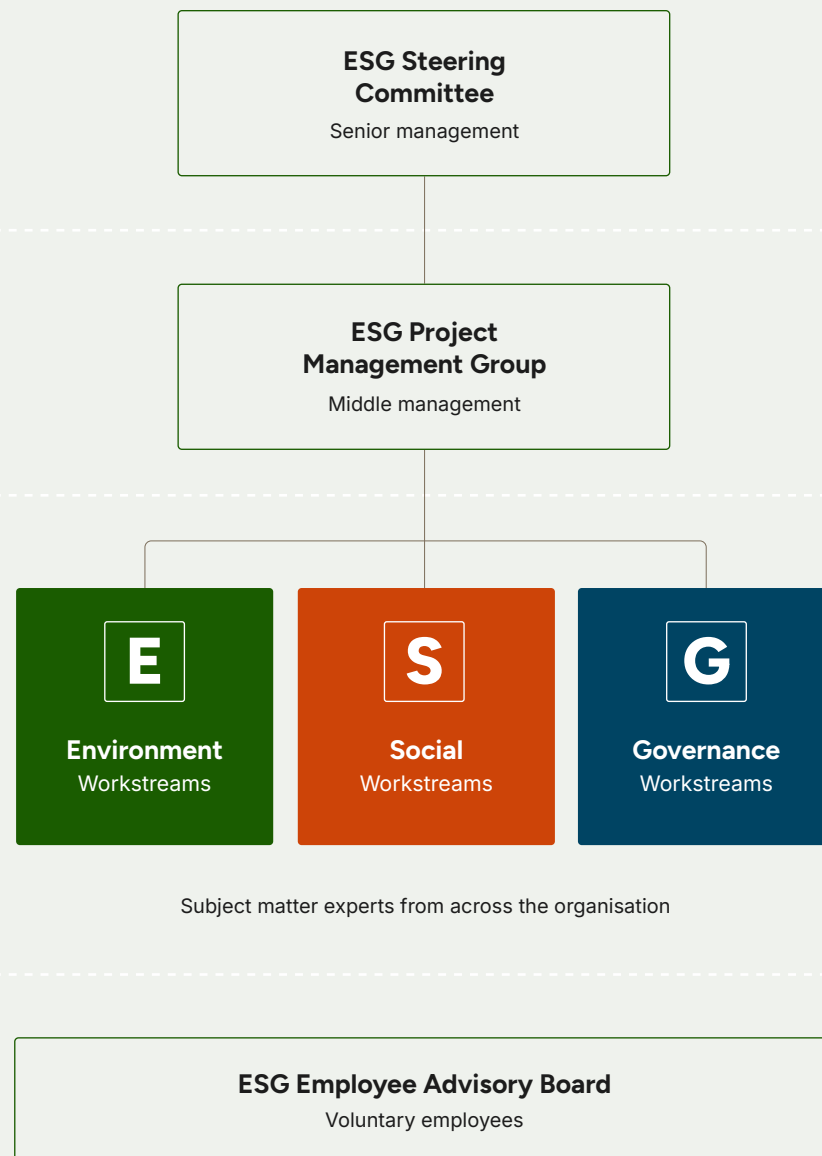 ESG Steering
Committee
Senior management
ESG Project
Management Group
Middle management
E
Environment
Workstreams
S
Social
Workstreams
G
Governance
Workstreams
Subject matter experts from across the organisation
ESG Employee Advisory Board
Voluntary employees